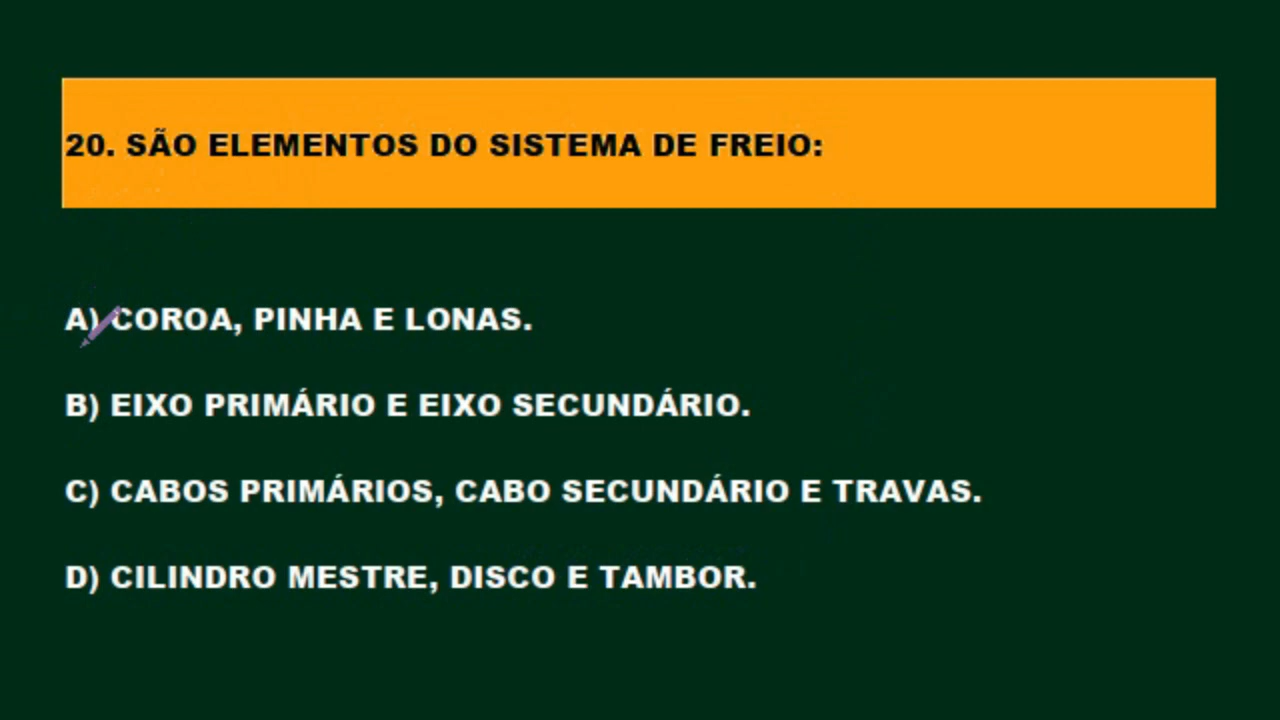 20. SÃO ELEMENTOS DO SISTEMA DE FREIO:
A) COROA, PINHA E LONAS.
B) EIXO PRIMÁRIO E EIXO SECUNDÁRIO.
C) CABOS PRIMÁRIOS, CABO SECUNDÁRIO E TRAVAS.
D) CILINDRO MESTRE, DISCO E TAMBOR.